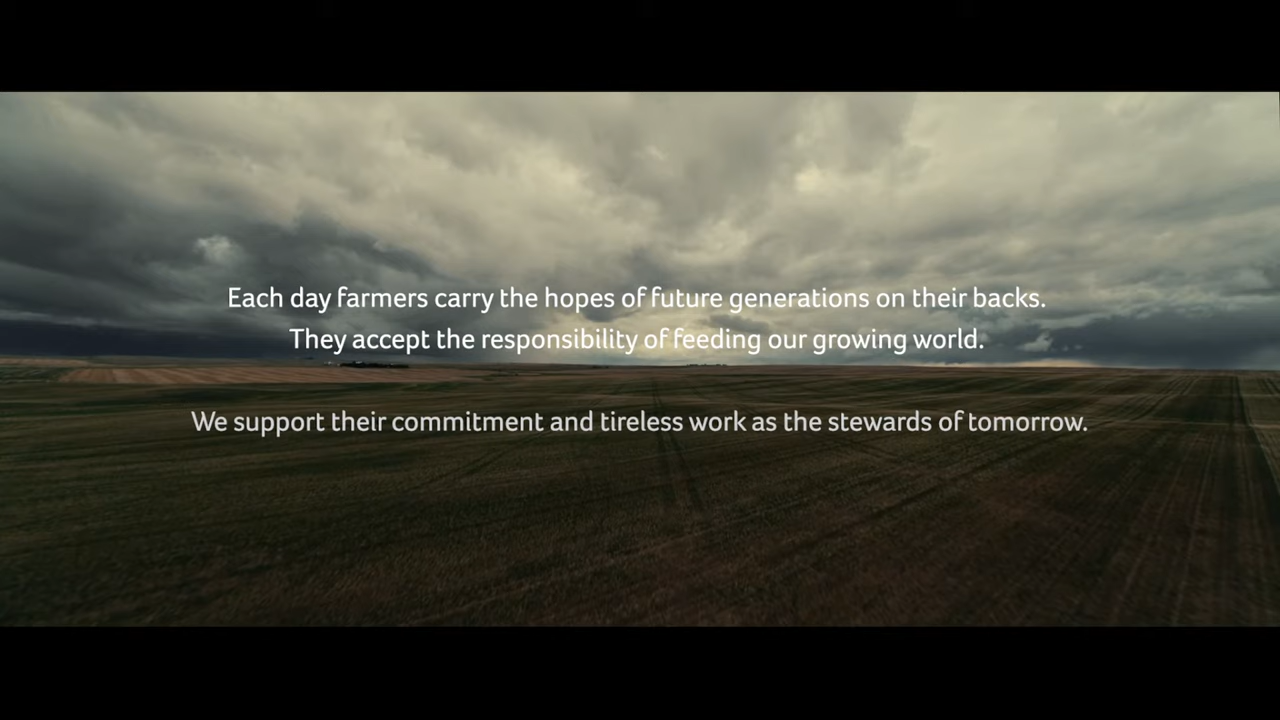 Each day farmers carry the hopes of future generations on their backs.
They accept the responsibility of feeding our growing world.
We support their commitment and tireless work as the stewards of tomorrow.